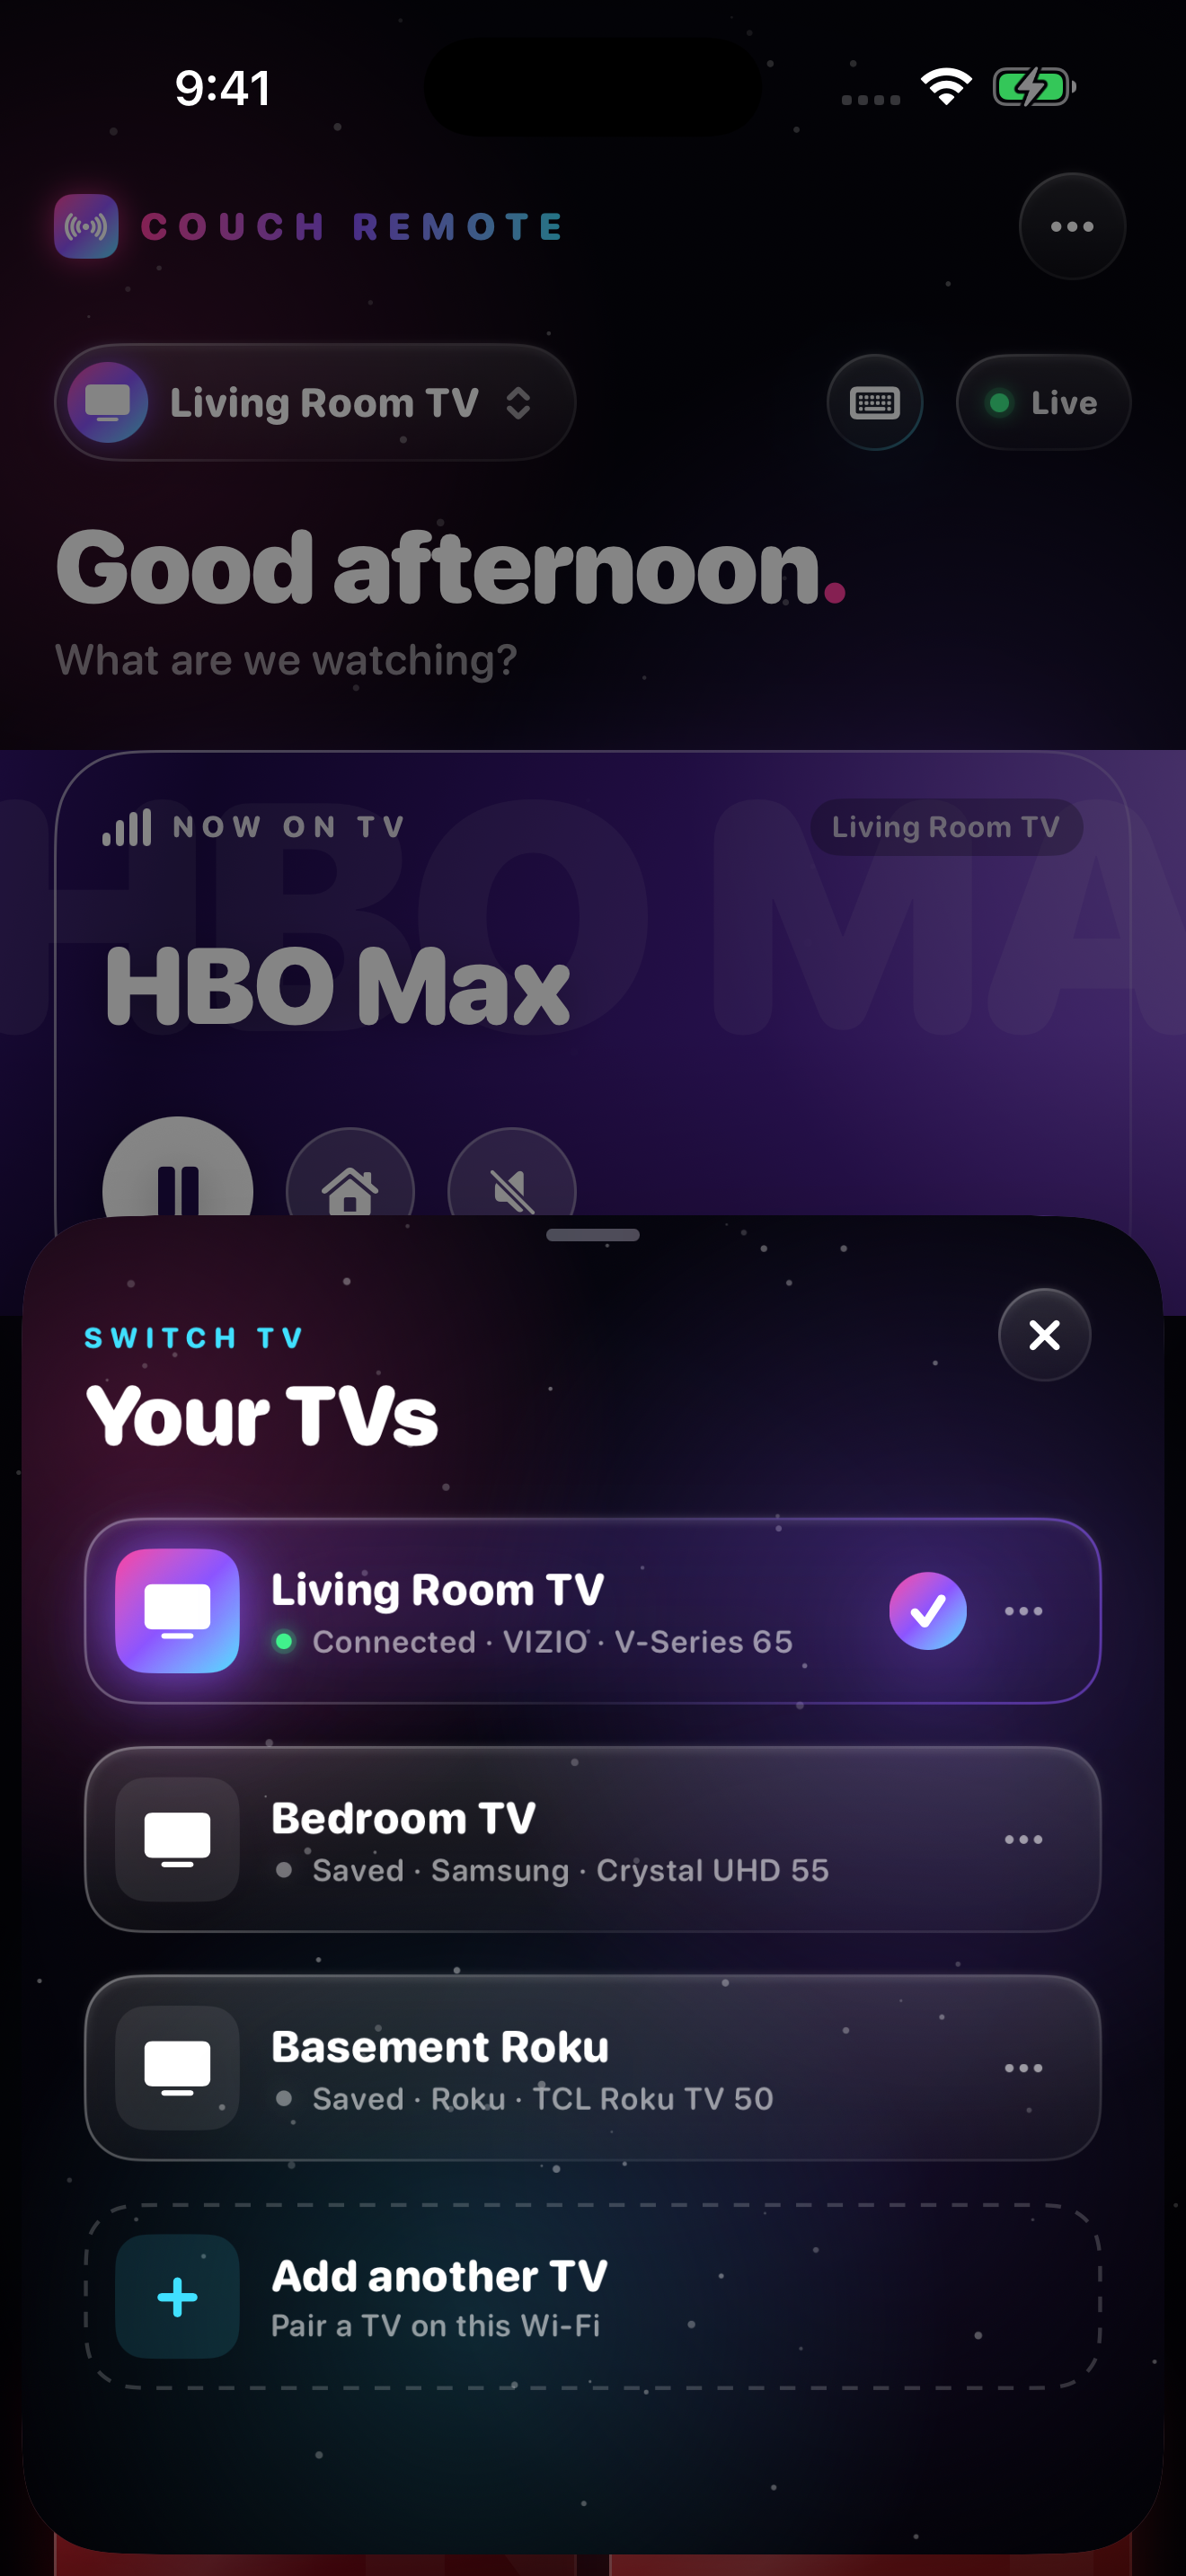 9:41
COUCH REMOTE
Living Room TV
Live
Good afternoon.
What are we watching?
HBO MA
NOW ON TV
Living Room TV
HBO Max
SWITCH TV
Your TVs
Living Room TV
Connected · VIZIO · V-Series 65
Bedroom TV
Saved · Samsung · Crystal UHD 55
Basement Roku
Saved · Roku · TCL Roku TV 50
Add another TV
Pair a TV on this Wi-Fi